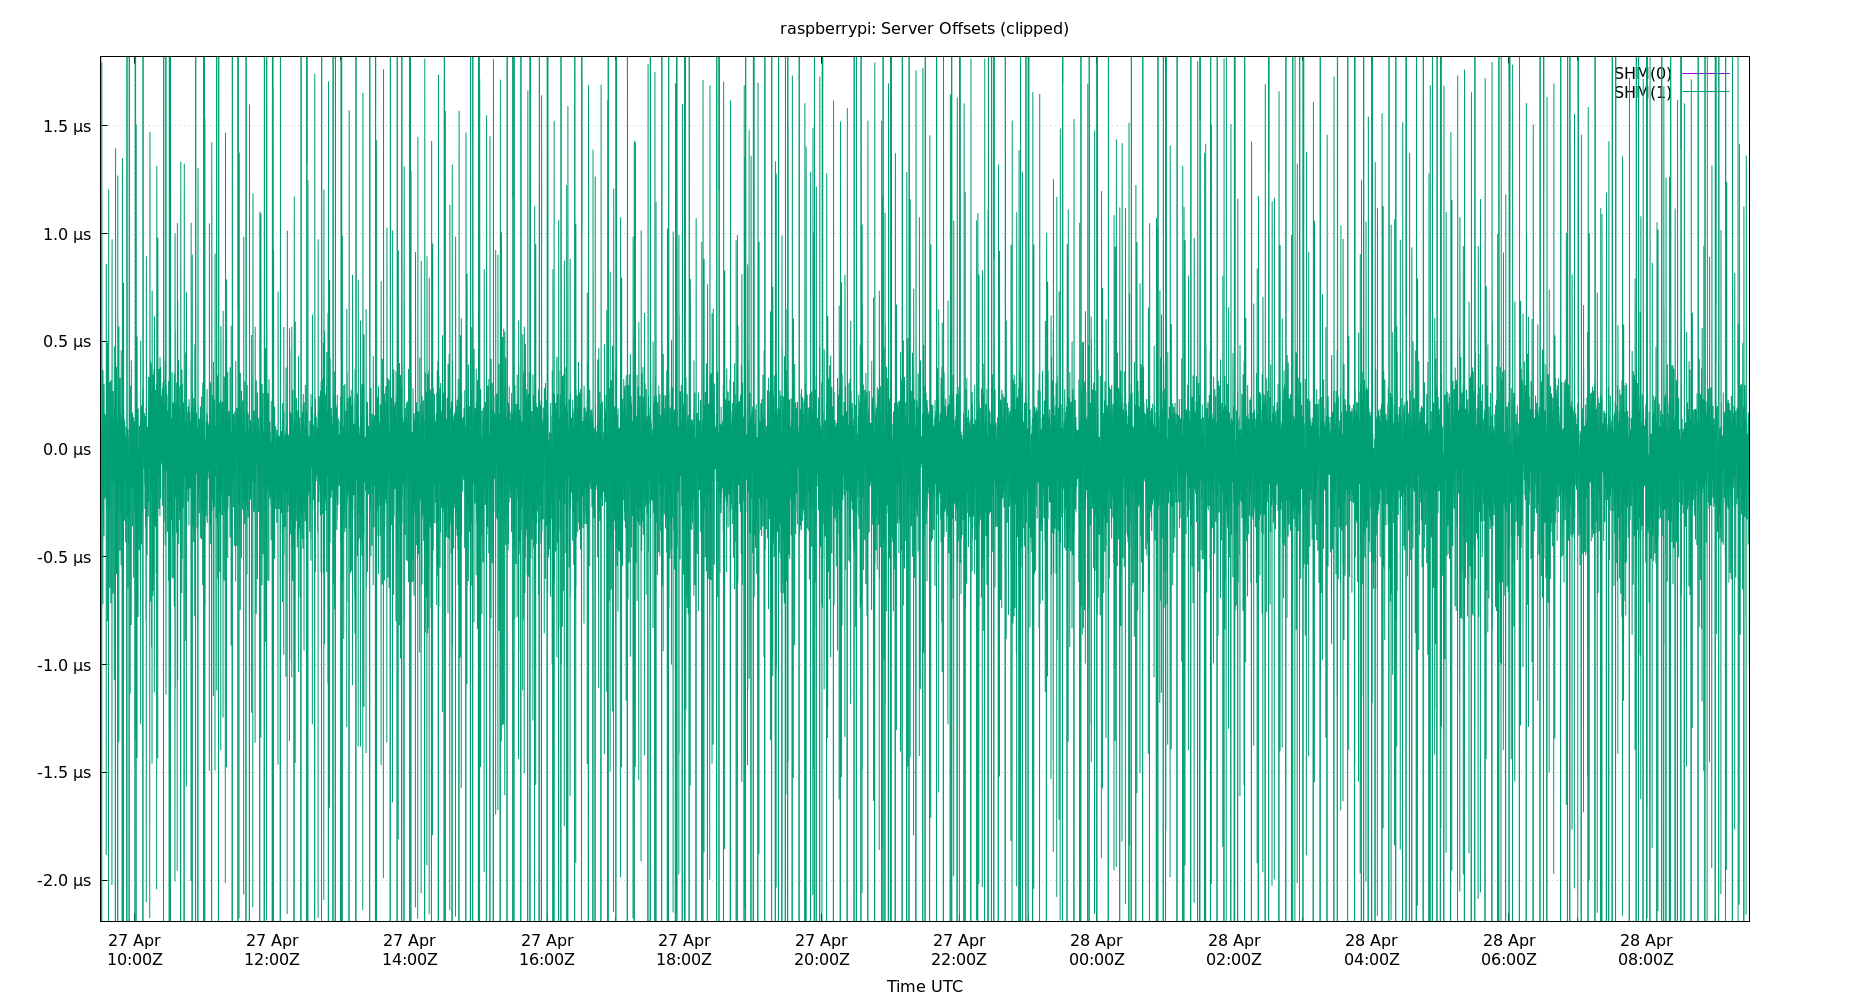 raspberrypi: Server Offsets (clipped)
SHM(0)
SHM(1)
1.5 µs
1.0 µs
0.5 µs
0.0 µs
-0.5 µs
-1.0 µs
-1.5 µs
-2.0 µs
27 Apr 27 Apr 27 Apr 27 Apr 27 Apr 27 Apr 27 Apr 28 Apr 28 Apr 28 Apr 28 Apr 28 Apr
10:00Z 12:00Z 14:00Z 16:00Z 18:00Z 20:00Z 22:00Z 00:00Z 02:00Z 04:00Z 06:00Z 08:00Z
Time UTC